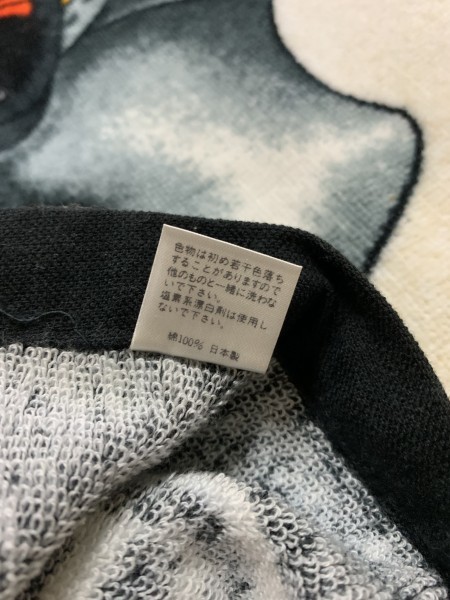 色物は初め若干色落ち
することがありますので
他のものと一緒に洗わな
いで下さい。
塩素系漂白剤は使用し
ないで下さい。
綿100% 日本製